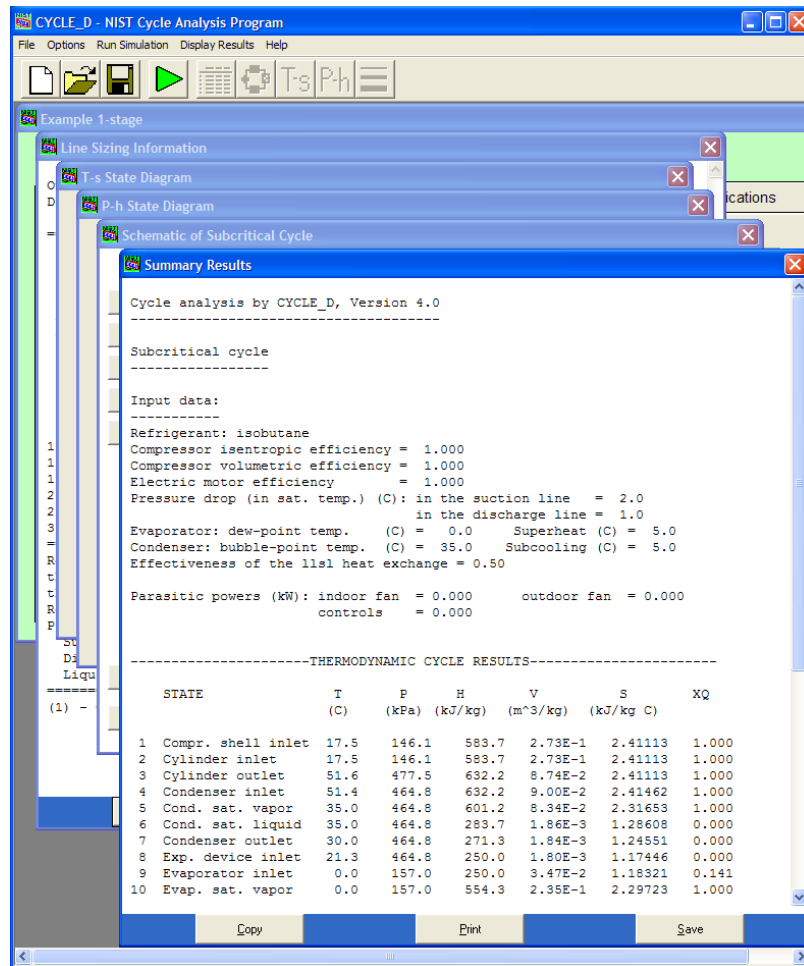 CYCLE_D - NIST Cycle Analysis Program
File Options Run Simulation Display Results Help
T-s P-h
Example 1-stage
Line Sizing Information
T-s State Diagram
ications
P-h State Diagram
Schematic of Subcritical Cycle
Summary Results
Cycle analysis by CYCLE_D, Version 4.0
---------------------------------------
Subcritical cycle
-----------------
Input data:
-----------
Refrigerant: isobutane
Compressor isentropic efficiency = 1.000
Compressor volumetric efficiency = 1.000
Electric motor efficiency = 1.000
Pressure drop (in sat. temp.) (C): in the suction line = 2.0
in the discharge line = 1.0
Evaporator: dew-point temp. (C) = 0.0 Superheat (C) = 5.0
Condenser: bubble-point temp. (C) = 35.0 Subcooling (C) = 5.0
Effectiveness of the llsl heat exchange = 0.50
Parasitic powers (kW): indoor fan = 0.000 outdoor fan = 0.000
controls = 0.000
-----------------------THERMODYNAMIC CYCLE RESULTS------------------------
STATE T P H V S XQ
(C) (kPa) (kJ/kg) (m^3/kg) (kJ/kg C)
1 Compr. shell inlet 17.5 146.1 583.7 2.73E-1 2.41113 1.000
2 Cylinder inlet 17.5 146.1 583.7 2.73E-1 2.41113 1.000
3 Cylinder outlet 51.6 477.5 632.2 8.74E-2 2.41113 1.000
4 Condenser inlet 51.4 464.8 632.2 9.00E-2 2.41462 1.000
5 Cond. sat. vapor 35.0 464.8 601.2 8.34E-2 2.31653 1.000
6 Cond. sat. liquid 35.0 464.8 283.7 1.86E-3 1.28608 0.000
7 Condenser outlet 30.0 464.8 271.3 1.84E-3 1.24551 0.000
8 Exp. device inlet 21.3 464.8 250.0 1.80E-3 1.17446 0.000
9 Evaporator inlet 0.0 157.0 250.0 3.47E-2 1.18321 0.141
10 Evap. sat. vapor 0.0 157.0 554.3 2.35E-1 2.29723 1.000
Liqu
(1) -
Copy Print Save